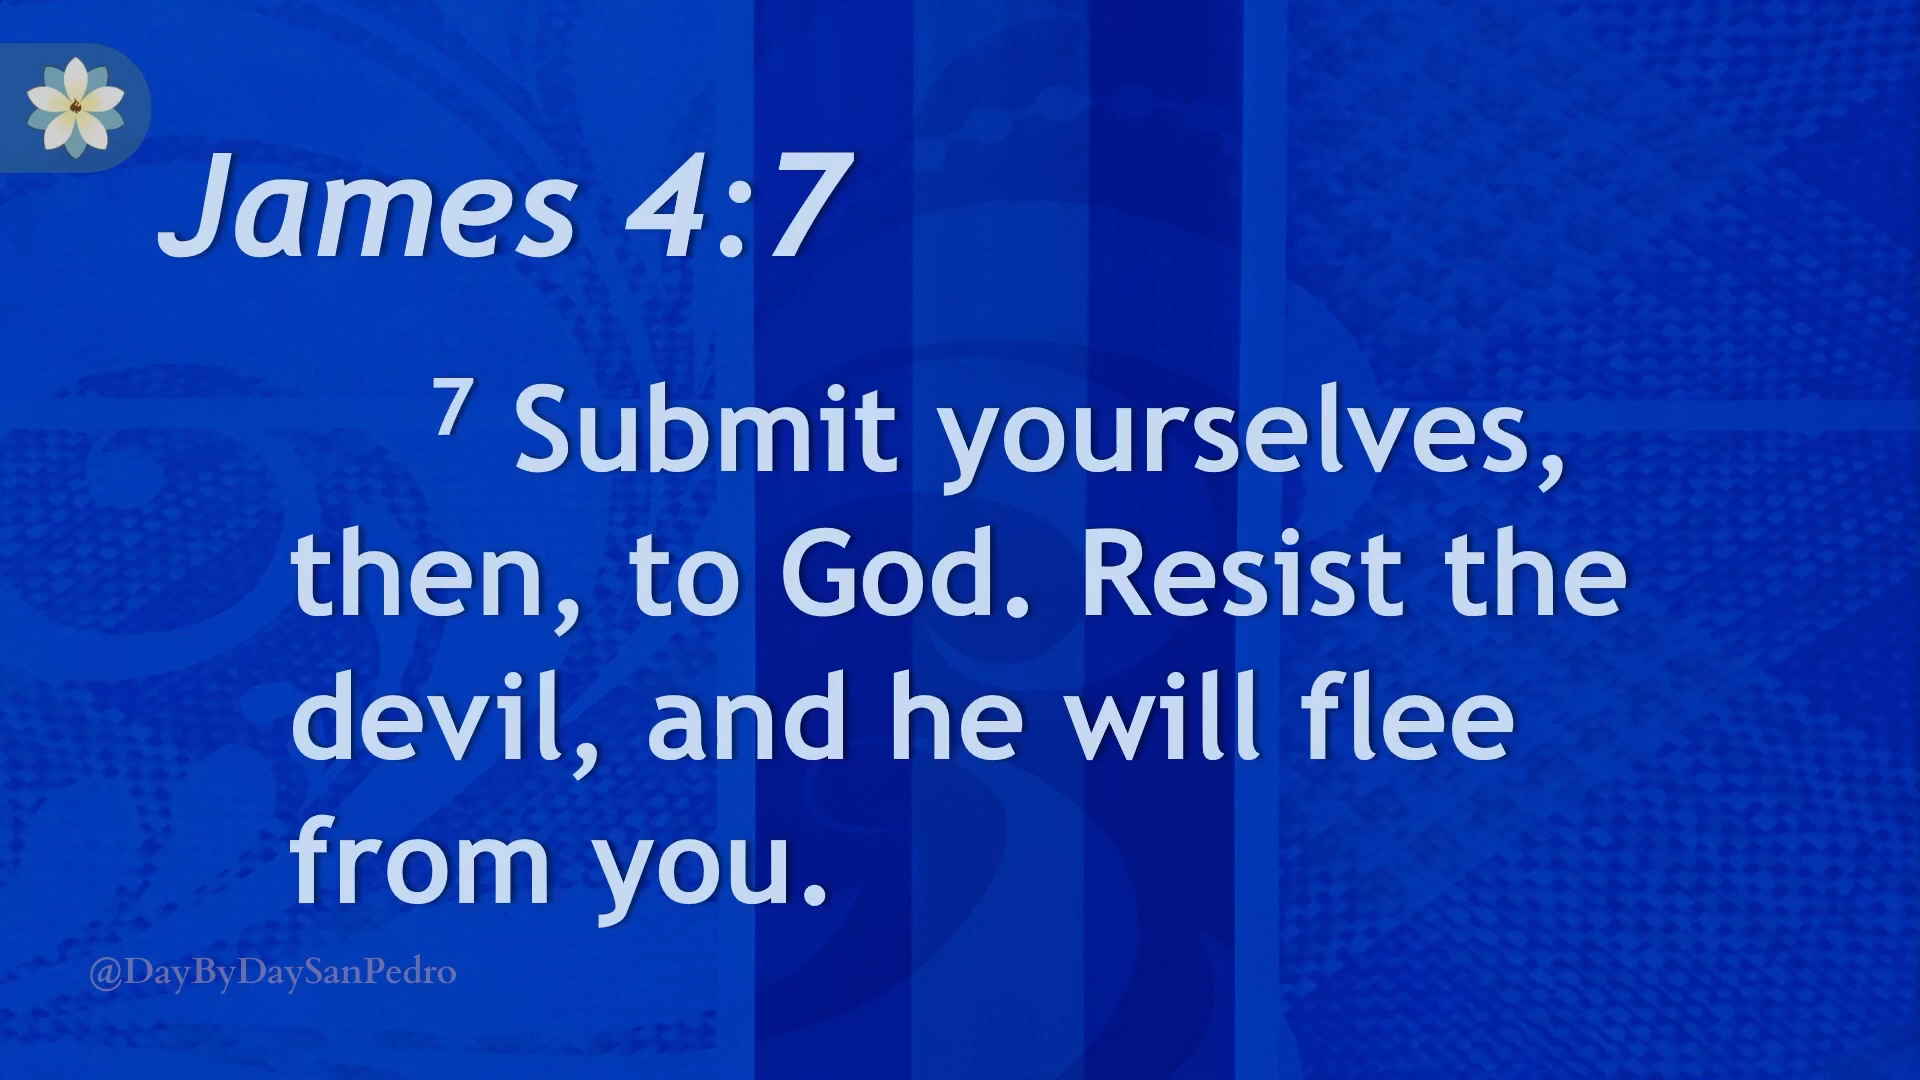 James 4:7
7 Submit yourselves,
then, to God. Resist the
devil, and he will flee
from you.
@DayByDaySanPedro